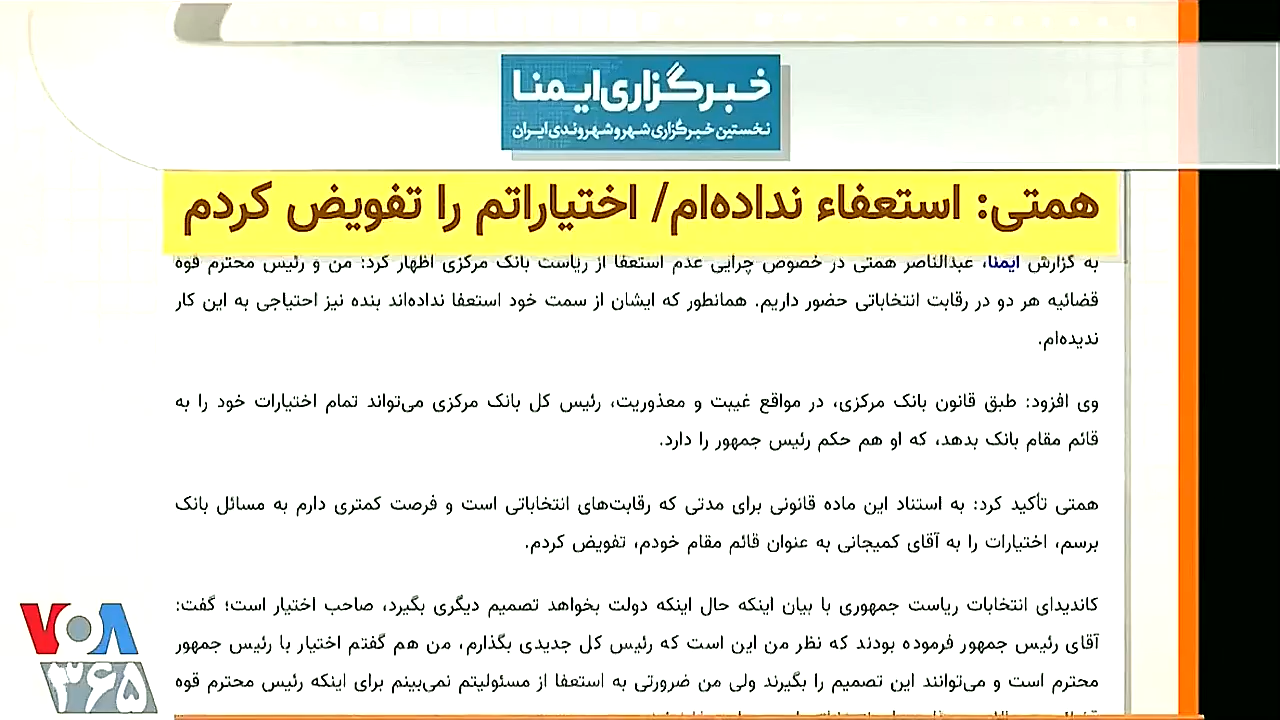 خبرگزاری ایمنا
نخستین خبرگزاری شهر و شهروندی ایران
همتی: استعفاء نداده‌ام/ اختیاراتم را تفویض کردم
به گزارش ایمنا، عبدالناصر همتی در خصوص چرایی عدم استعفا از ریاست بانک مرکزی اظهار کرد: من و رئیس محترم قوه
قضائیه هر دو در رقابت انتخاباتی حضور داریم. همانطور که ایشان از سمت خود استعفا نداده‌اند بنده نیز احتیاجی به این کار
ندیده‌ام.
وی افزود: طبق قانون بانک مرکزی، در مواقع غیبت و معذوریت، رئیس کل بانک مرکزی می‌تواند تمام اختیارات خود را به
قائم مقام بانک بدهد، که او هم حکم رئیس جمهور را دارد.
همتی تأکید کرد: به استناد این ماده قانونی برای مدتی که رقابت‌های انتخاباتی است و فرصت کمتری دارم به مسائل بانک
برسم، اختیارات را به آقای کمیجانی به عنوان قائم مقام خودم، تفویض کردم.
کاندیدای انتخابات ریاست جمهوری با بیان اینکه حال اینکه دولت بخواهد تصمیم دیگری بگیرد، صاحب اختیار است؛ گفت:
آقای رئیس جمهور فرموده بودند که نظر من این است که رئیس کل جدیدی بگذارم، من هم گفتم اختیار با رئیس جمهور
محترم است و می‌توانند این تصمیم را بگیرند ولی من ضرورتی به استعفا از مسئولیتم نمی‌بینم برای اینکه رئیس محترم قوه
VOA
۳۶۵